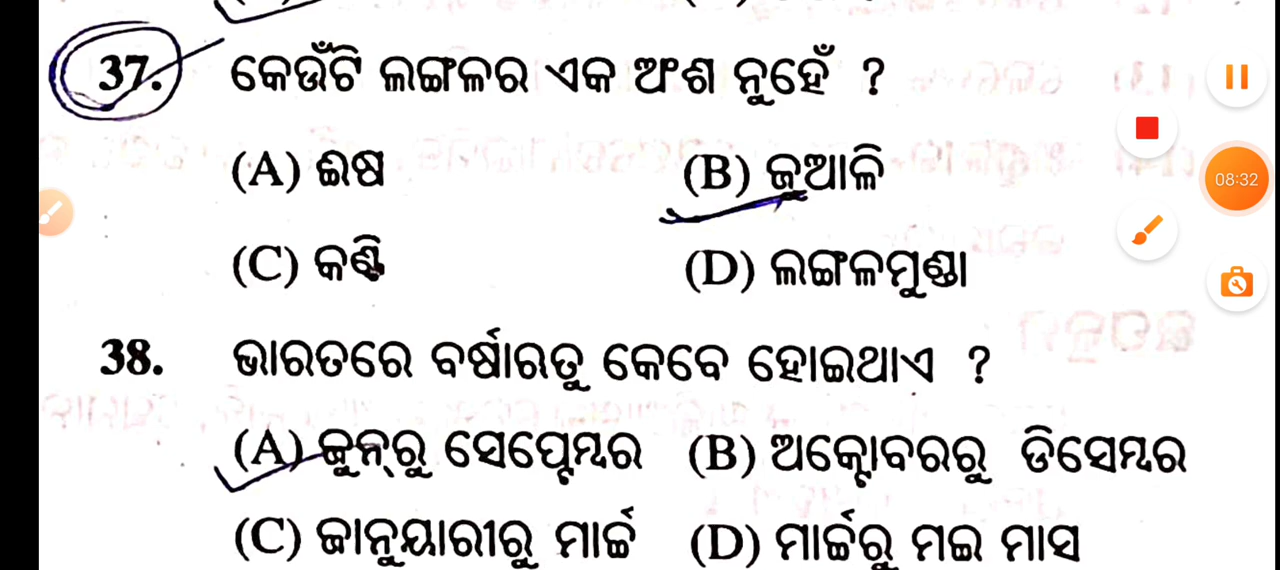 37. କେଉଁଟି ଲଙ୍ଗଳର ଏକ ଅଂଶ ନୁହେଁ ?
(A) ଈଷ (B) ଜୁଆଳି
(C) କଣ୍ଟି (D) ଲଙ୍ଗଳମୁଣ୍ଡା
38. ଭାରତରେ ବର୍ଷାଋତୁ କେବେ ହୋଇଥାଏ ?
(A) ଜୁନ୍‌ରୁ ସେପ୍ଟେମ୍ବର (B) ଅକ୍ଟୋବରରୁ ଡିସେମ୍ବର
(C) ଜାନୁୟାରୀରୁ ମାର୍ଚ୍ଚ (D) ମାର୍ଚ୍ଚରୁ ମଇ ମାସ
08:32